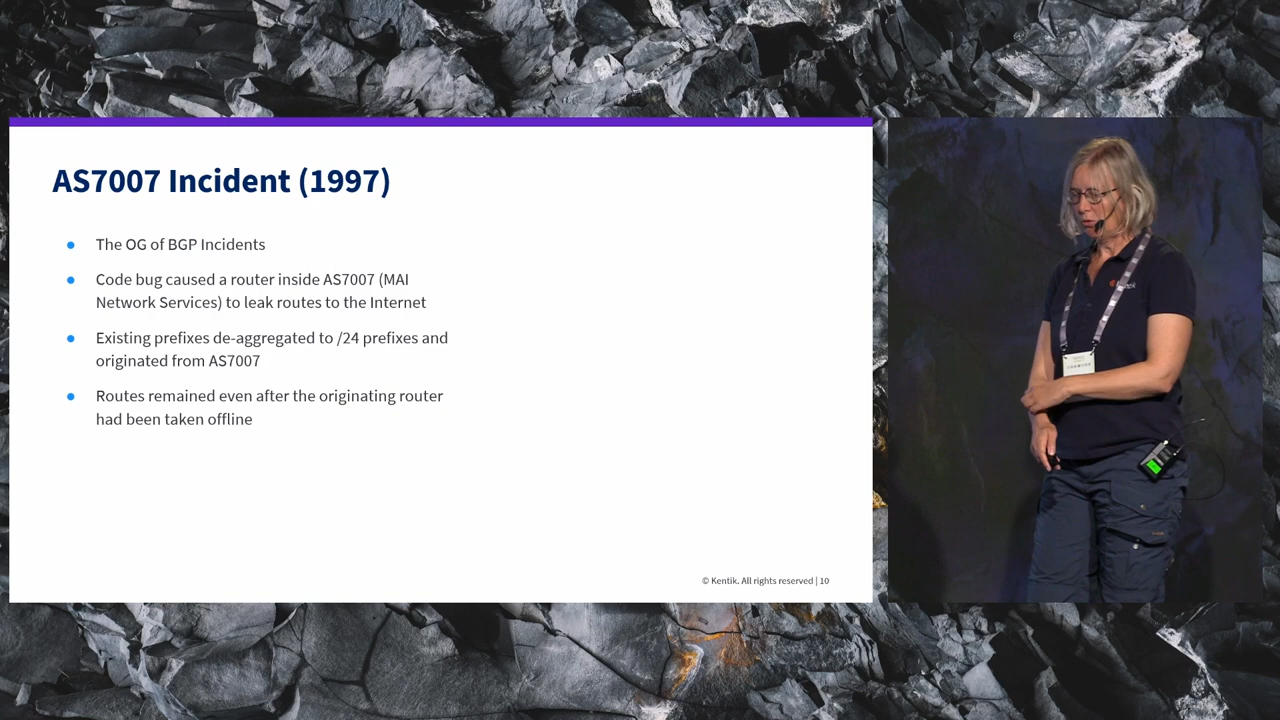 AS7007 Incident (1997)
The OG of BGP Incidents
Code bug caused a router inside AS7007 (MAI
Network Services) to leak routes to the Internet
Existing prefixes de-aggregated to /24 prefixes and
originated from AS7007
Routes remained even after the originating router
had been taken offline
© Kentik. All rights reserved | 10